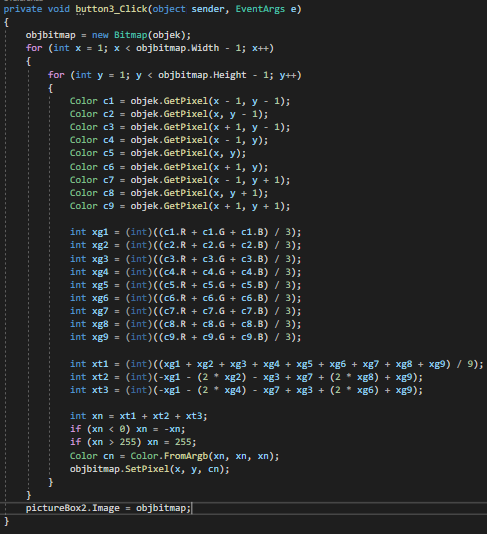 private void button3_Click(object sender, EventArgs e)
{
objbitmap = new Bitmap(objek);
for (int x = 1; x < objbitmap.Width - 1; x++)
{
for (int y = 1; y < objbitmap.Height - 1; y++)
{
Color c1 = objek.GetPixel(x - 1, y - 1);
Color c2 = objek.GetPixel(x, y - 1);
Color c3 = objek.GetPixel(x + 1, y - 1);
Color c4 = objek.GetPixel(x - 1, y);
Color c5 = objek.GetPixel(x, y);
Color c6 = objek.GetPixel(x + 1, y);
Color c7 = objek.GetPixel(x - 1, y + 1);
Color c8 = objek.GetPixel(x, y + 1);
Color c9 = objek.GetPixel(x + 1, y + 1);
int xg1 = (int)((c1.R + c1.G + c1.B) / 3);
int xg2 = (int)((c2.R + c2.G + c2.B) / 3);
int xg3 = (int)((c3.R + c3.G + c3.B) / 3);
int xg4 = (int)((c4.R + c4.G + c4.B) / 3);
int xg5 = (int)((c5.R + c5.G + c5.B) / 3);
int xg6 = (int)((c6.R + c6.G + c6.B) / 3);
int xg7 = (int)((c7.R + c7.G + c7.B) / 3);
int xg8 = (int)((c8.R + c8.G + c8.B) / 3);
int xg9 = (int)((c9.R + c9.G + c9.B) / 3);
int xt1 = (int)((xg1 + xg2 + xg3 + xg4 + xg5 + xg6 + xg7 + xg8 + xg9) / 9);
int xt2 = (int)(-xg1 - (2 * xg2) - xg3 + xg7 + (2 * xg8) + xg9);
int xt3 = (int)(-xg1 - (2 * xg4) - xg7 + xg3 + (2 * xg6) + xg9);
int xn = xt1 + xt2 + xt3;
if (xn < 0) xn = -xn;
if (xn > 255) xn = 255;
Color cn = Color.FromArgb(xn, xn, xn);
objbitmap.SetPixel(x, y, cn);
}
}
pictureBox2.Image = objbitmap;
}